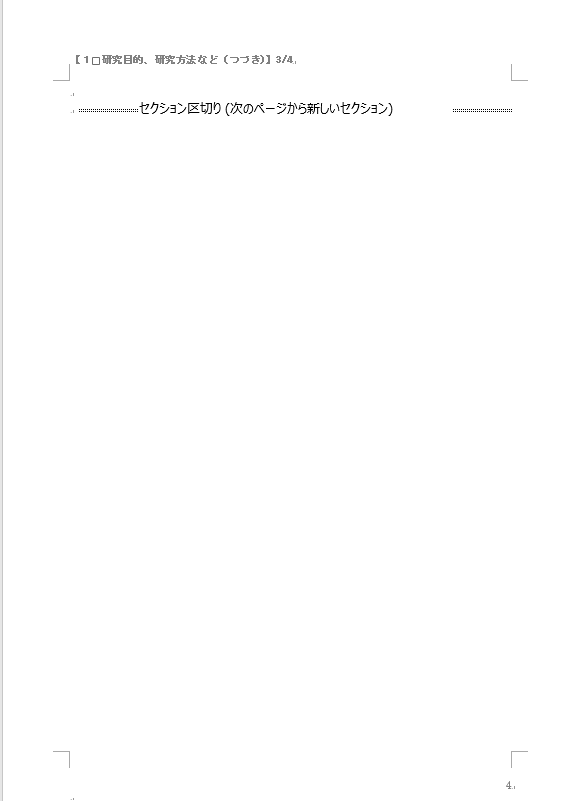 【１□研究目的、研究方法など（つづき）】3/4
セクション区切り (次のページから新しいセクション)
4